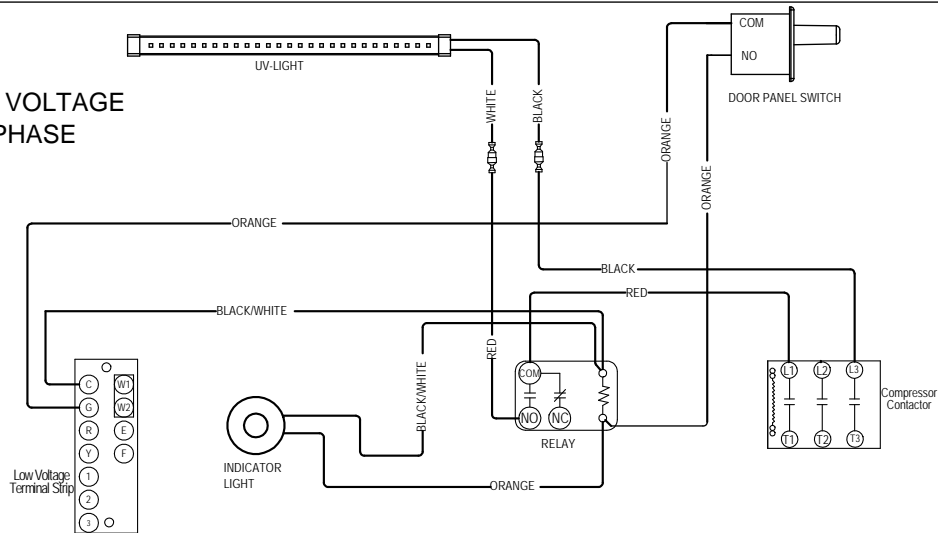 COM
NO
DOOR PANEL SWITCH
UV-LIGHT
VOLTAGE
PHASE
WHITE
BLACK
ORANGE
ORANGE
ORANGE
BLACK
RED
BLACK/WHITE
RED
BLACK/WHITE
COM
NO
NC
RELAY
L1
L2
L3
T1
T2
T3
Compressor
Contactor
C
W1
G
W2
R
E
Y
F
1
2
3
Low Voltage
Terminal Strip
INDICATOR
LIGHT
ORANGE